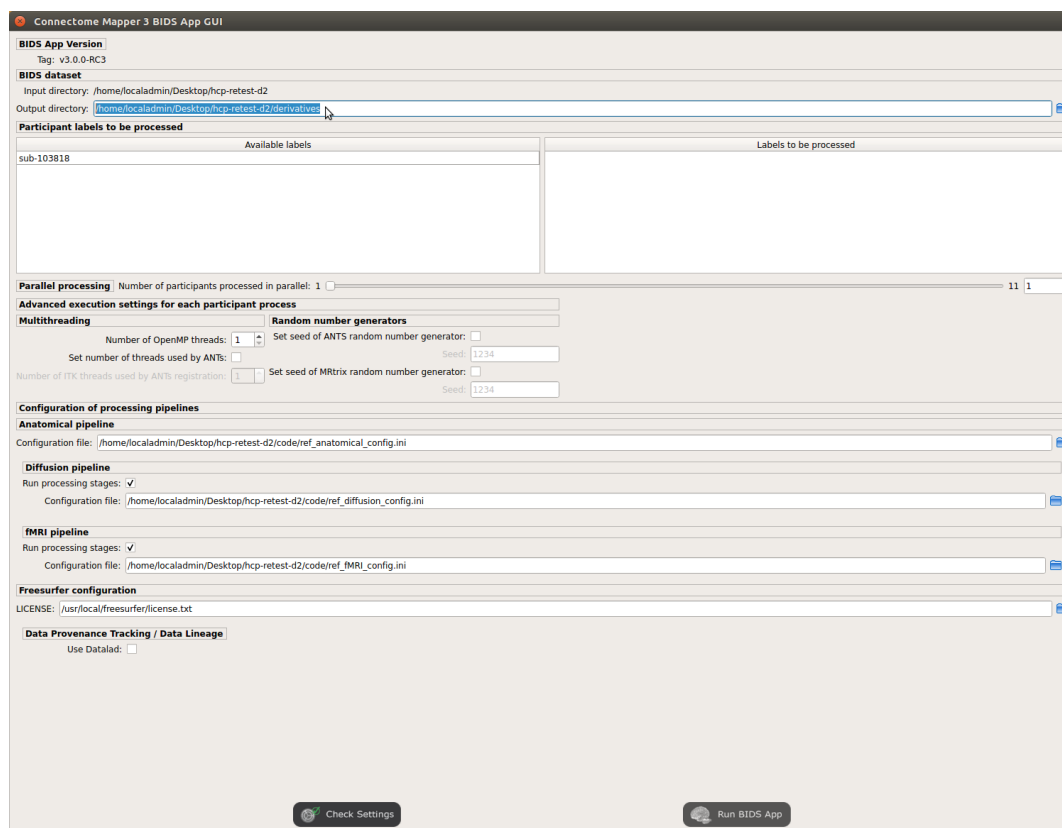 Connectome Mapper 3 BIDS App GUI
BIDS App Version
Tag: v3.0.0-RC3
BIDS dataset
Input directory: /home/localadmin/Desktop/hcp-retest-d2
Output directory: /home/localadmin/Desktop/hcp-retest-d2/derivatives
Participant labels to be processed
Available labels Labels to be processed
sub-103818
Parallel processing Number of participants processed in parallel: 1 11 1
Advanced execution settings for each participant process
Multithreading Random number generators
Number of OpenMP threads: 1 Set seed of ANTS random number generator:
Set number of threads used by ANTs: Seed: 1234
Number of ITK threads used by ANTs registration: 1 Set seed of MRtrix random number generator:
Seed: 1234
Configuration of processing pipelines
Anatomical pipeline
Configuration file: /home/localadmin/Desktop/hcp-retest-d2/code/ref_anatomical_config.ini
Diffusion pipeline
Run processing stages:
Configuration file: /home/localadmin/Desktop/hcp-retest-d2/code/ref_diffusion_config.ini
fMRI pipeline
Run processing stages:
Configuration file: /home/localadmin/Desktop/hcp-retest-d2/code/ref_fMRI_config.ini
Freesurfer configuration
LICENSE: /usr/local/freesurfer/license.txt
Data Provenance Tracking / Data Lineage
Use Datalad:
Check Settings Run BIDS App